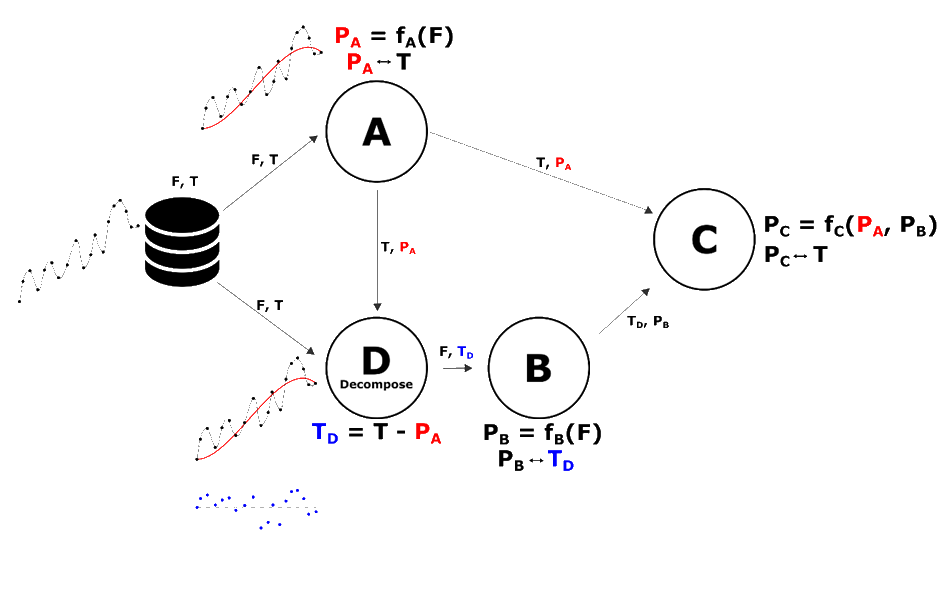 P_A = f_A(F)
P_A ↔ T
A
F, T
F, T
T, P_A
T, P_A
C
P_C = f_C(P_A, P_B)
P_C ↔ T
F, T
D
Decompose
T_D = T - P_A
F, T_D
B
P_B = f_B(F)
P_B ↔ T_D
T_D, P_B